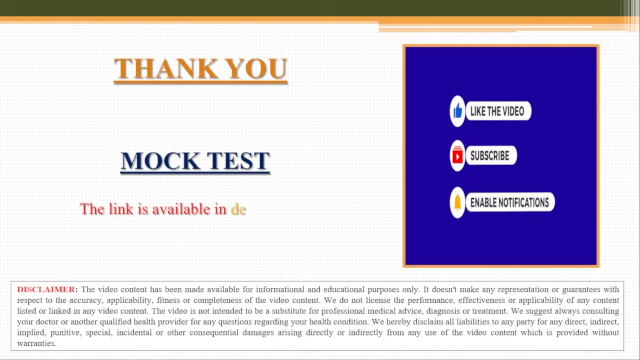 THANK YOU
MOCK TEST
The link is available in de
LIKE THE VIDEO
SUBSCRIBE
ENABLE NOTIFICATIONS
DISCLAIMER: The video content has been made available for informational and educational purposes only. It doesn't make any representation or guarantees with
respect to the accuracy, applicability, fitness or completeness of the video content. We do not license the performance, effectiveness or applicability of any content
listed or linked in any video content. The video is not intended to be a substitute for professional medical advice, diagnosis or treatment. We suggest always consulting
your doctor or another qualified health provider for any questions regarding your health condition. We hereby disclaim all liabilities to any party for any direct, indirect,
implied, punitive, special, incidental or other consequential damages arising directly or indirectly from any use of the video content which is provided without
warranties.